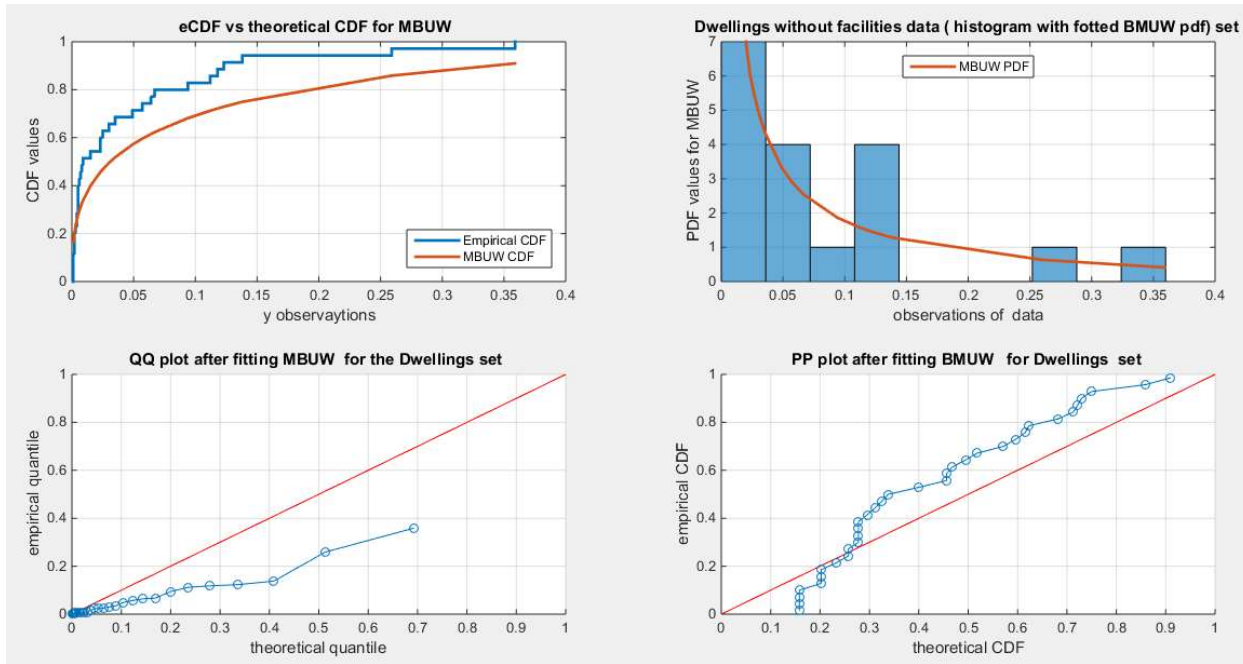 eCDF vs theoretical CDF for MBUW
1
0.8
0.6
0.4
0.2
0
CDF values
Empirical CDF
MBUW CDF
0 0.05 0.1 0.15 0.2 0.25 0.3 0.35 0.4
y observaytions
Dwellings without facilities data ( histogram with fotted BMUW pdf) set
7
6
5
4
3
2
1
0
PDF values for MBUW
MBUW PDF
0 0.05 0.1 0.15 0.2 0.25 0.3 0.35 0.4
observations of data
QQ plot after fitting MBUW for the Dwellings set
1
0.8
0.6
0.4
0.2
0
empirical quantile
0 0.1 0.2 0.3 0.4 0.5 0.6 0.7 0.8 0.9 1
theoretical quantile
PP plot after fitting BMUW for Dwellings set
1
0.8
0.6
0.4
0.2
0
empirical CDF
0 0.1 0.2 0.3 0.4 0.5 0.6 0.7 0.8 0.9 1
theoretical CDF